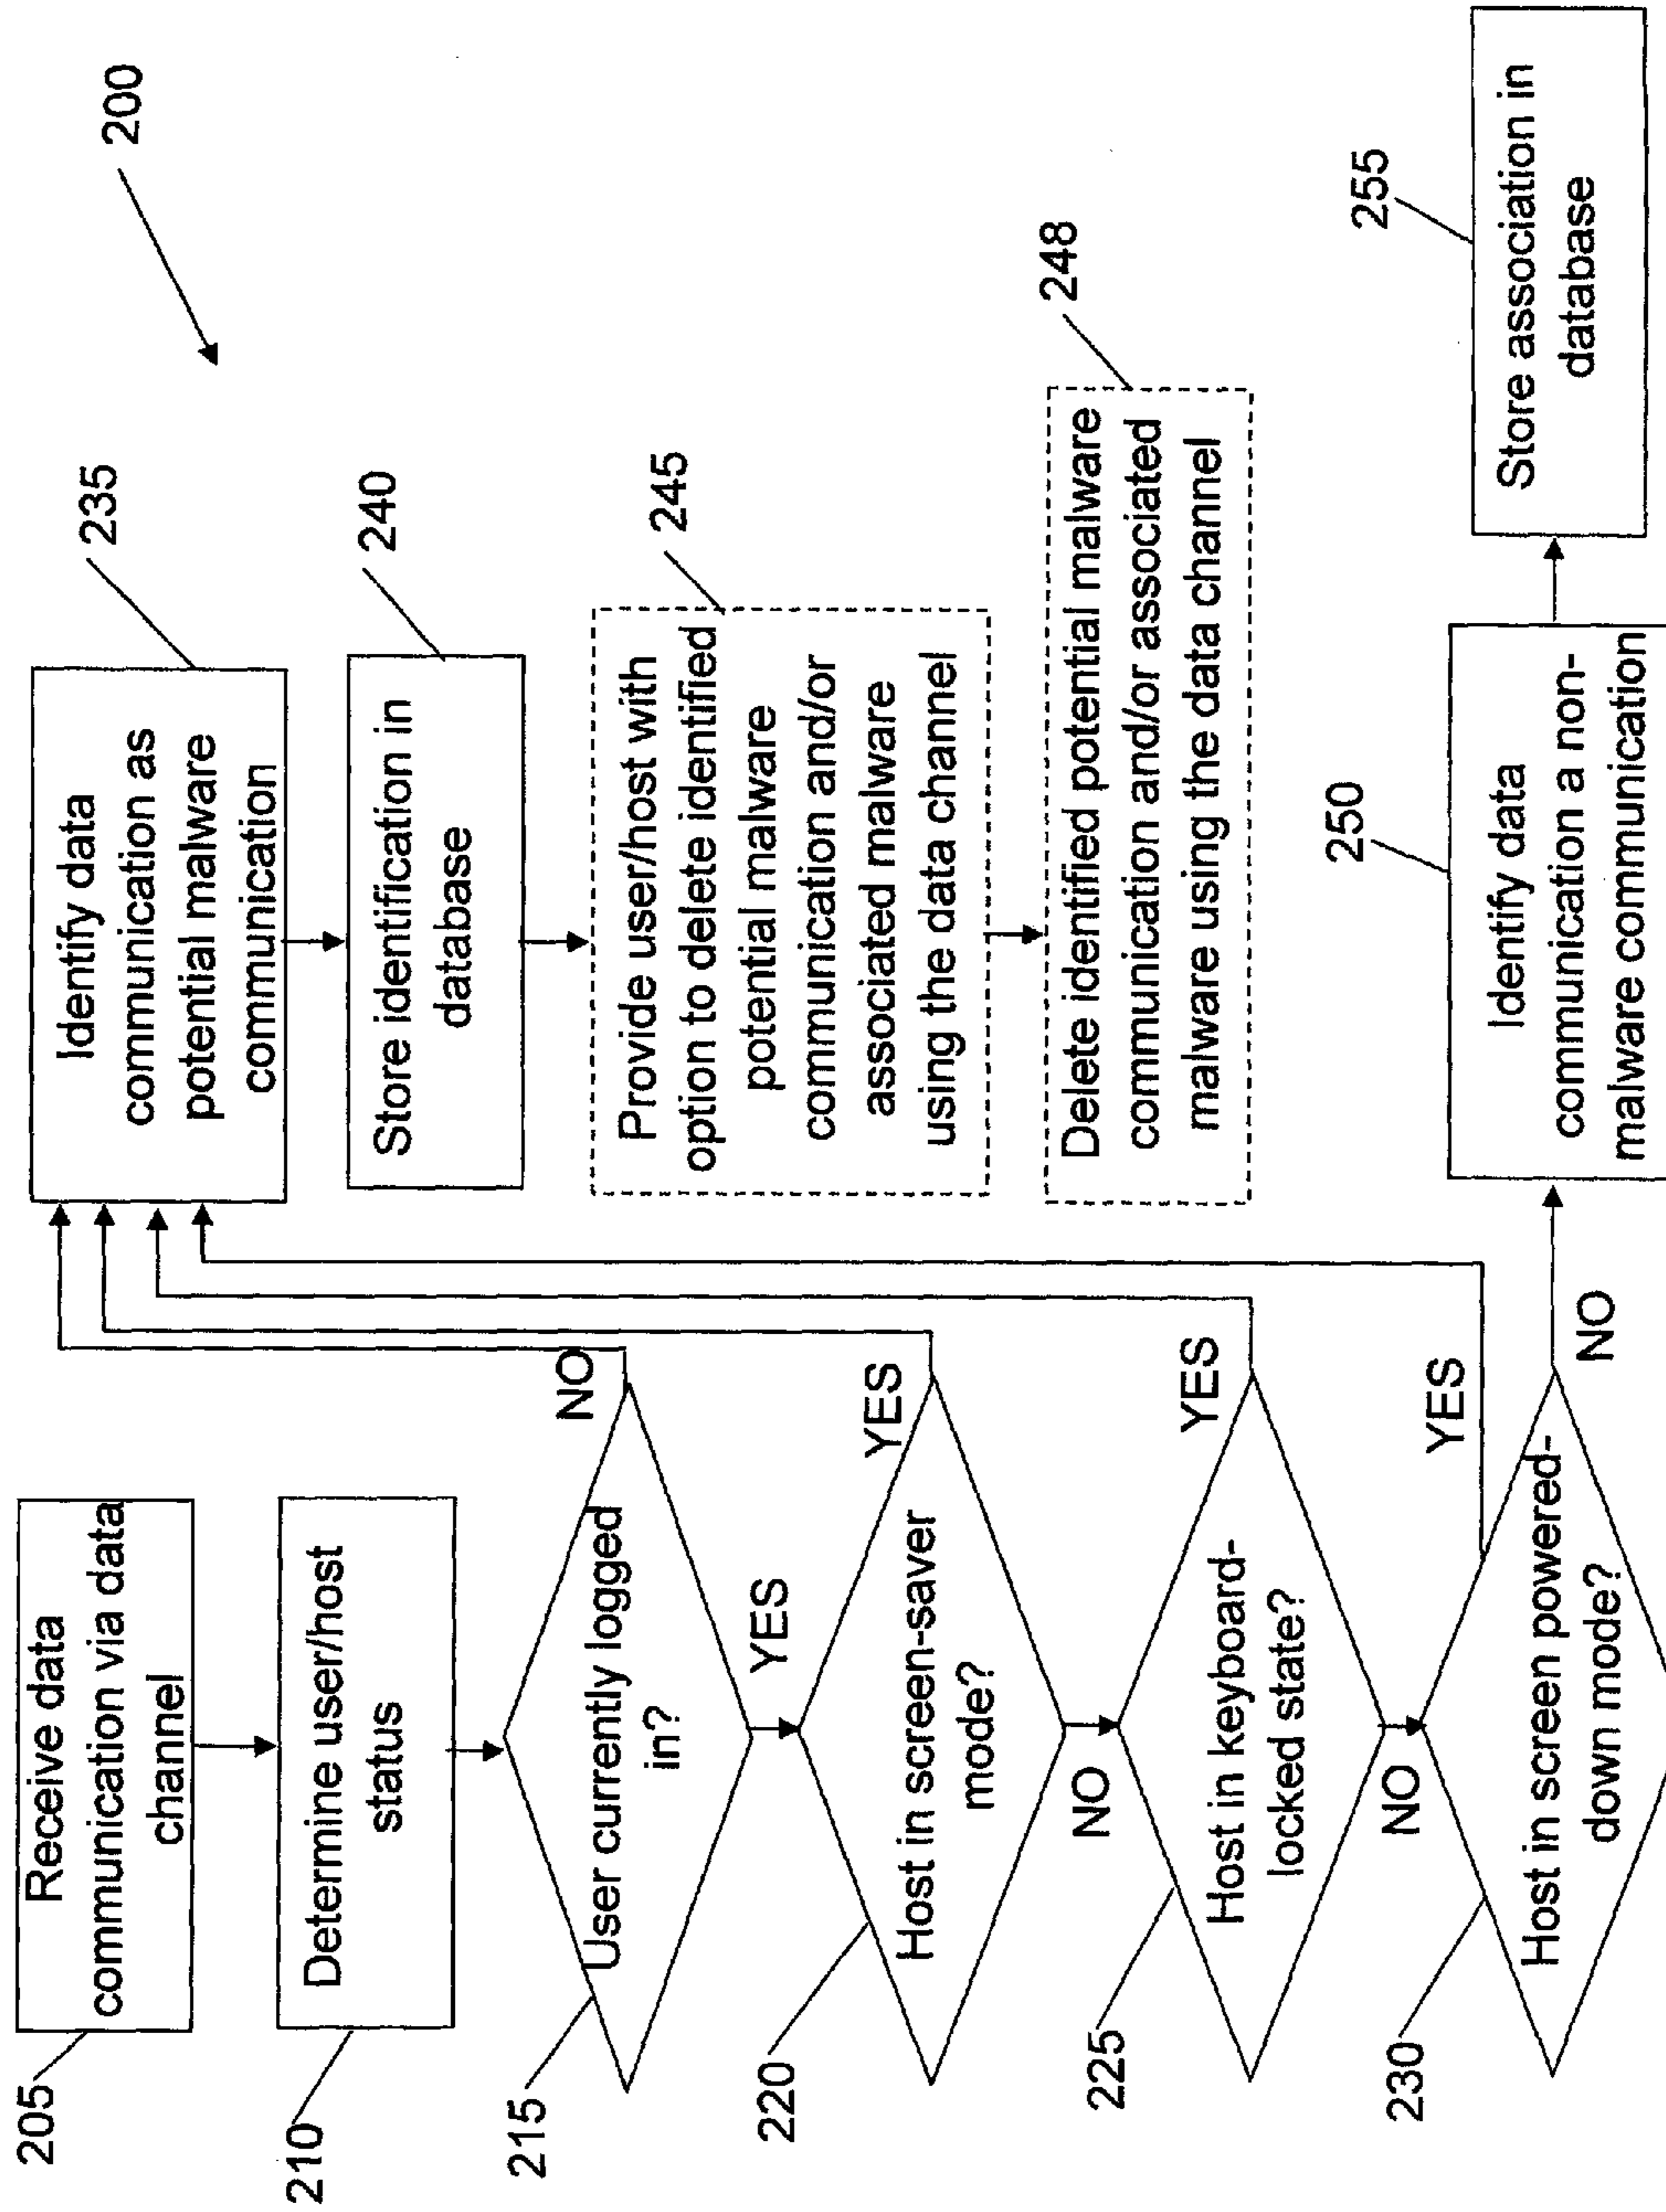 200
205
Receive data
communication via data
channel
210
Determine user/host
status
215
User currently logged
in?
NO
YES
220
Host in screen-saver
mode?
YES
NO
225
Host in keyboard-
locked state?
YES
NO
230
Host in screen powered-
down mode?
YES
NO
235
Identify data
communication as
potential malware
communication
240
Store identification in
database
245
Provide user/host with
option to delete identified
potential malware
communication and/or
associated malware
using the data channel
248
Delete identified potential malware
communication and/or associated
malware using the data channel
250
Identify data
communication a non-
malware communication
255
Store association in
database